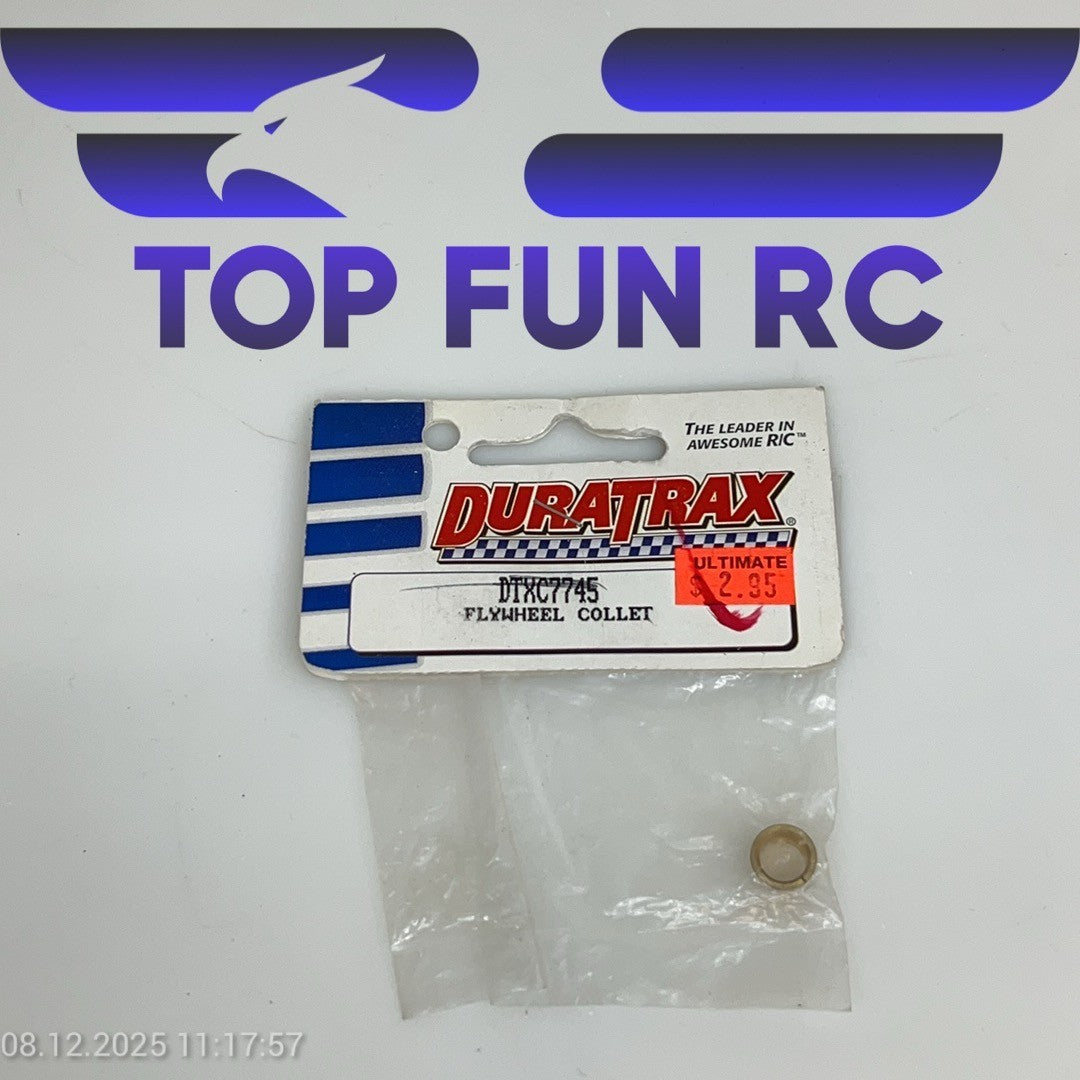 TOP FUN RC
THE LEADER IN
AWESOME R/C™
DURATRAX®
ULTIMATE
$ 2.95
DTXC7745
FLYWHEEL COLLET
08.12.2025 11:17:57